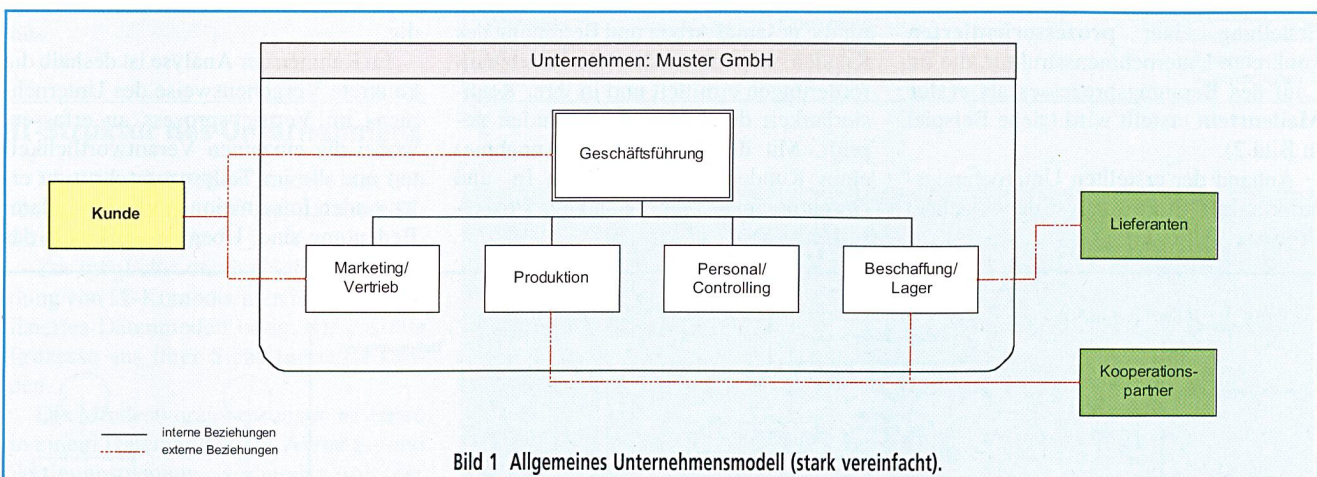 Unternehmen: Muster GmbH
Geschäftsführung
Kunde
Lieferanten
Marketing/
Vertrieb
Produktion
Personal/
Controlling
Beschaffung/
Lager
Kooperations-
partner
interne Beziehungen
externe Beziehungen
Bild 1 Allgemeines Unternehmensmodell (stark vereinfacht).